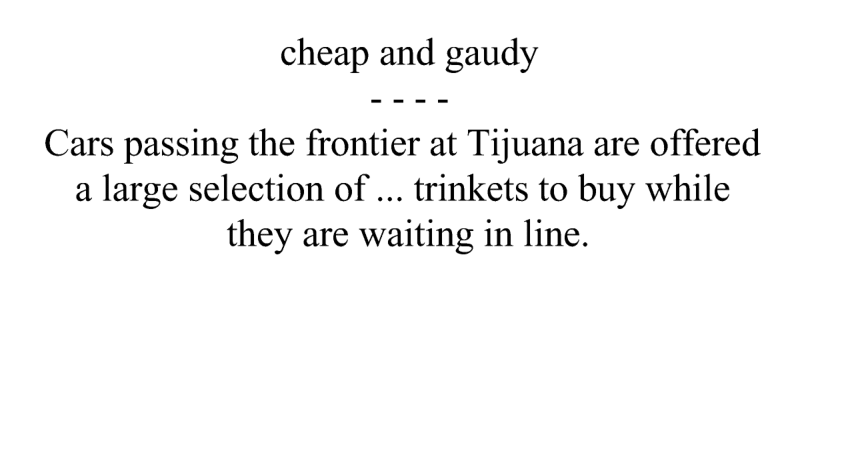 cheap and gaudy
- - - -
Cars passing the frontier at Tijuana are offered
a large selection of ... trinkets to buy while
they are waiting in line.